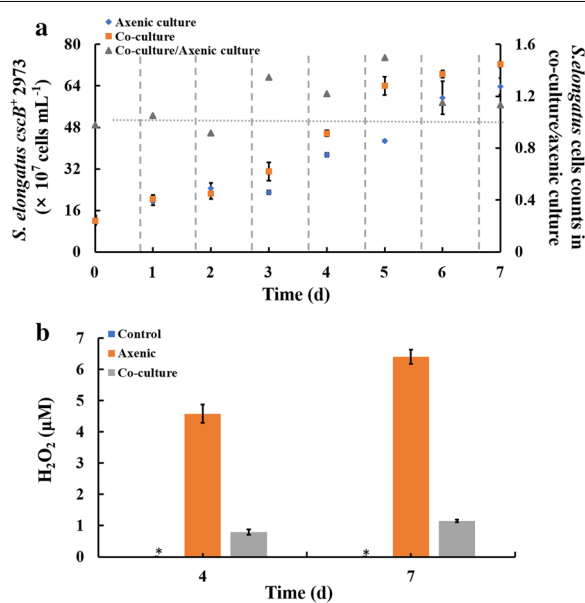 a
Axenic culture
Co-culture
Co-culture/Axenic culture
S. elongatus cscB⁺ 2973
(× 10⁷ cells mL⁻¹)
80
64
48
32
16
0
1.6
1.2
0.8
0.4
0
S.elongatus cells counts in
co-culture/axenic culture
0 1 2 3 4 5 6 7
Time (d)
b
Control
Axenic
Co-culture
H₂O₂ (μM)
7
6
5
4
3
2
1
0
* *
4 7
Time (d)